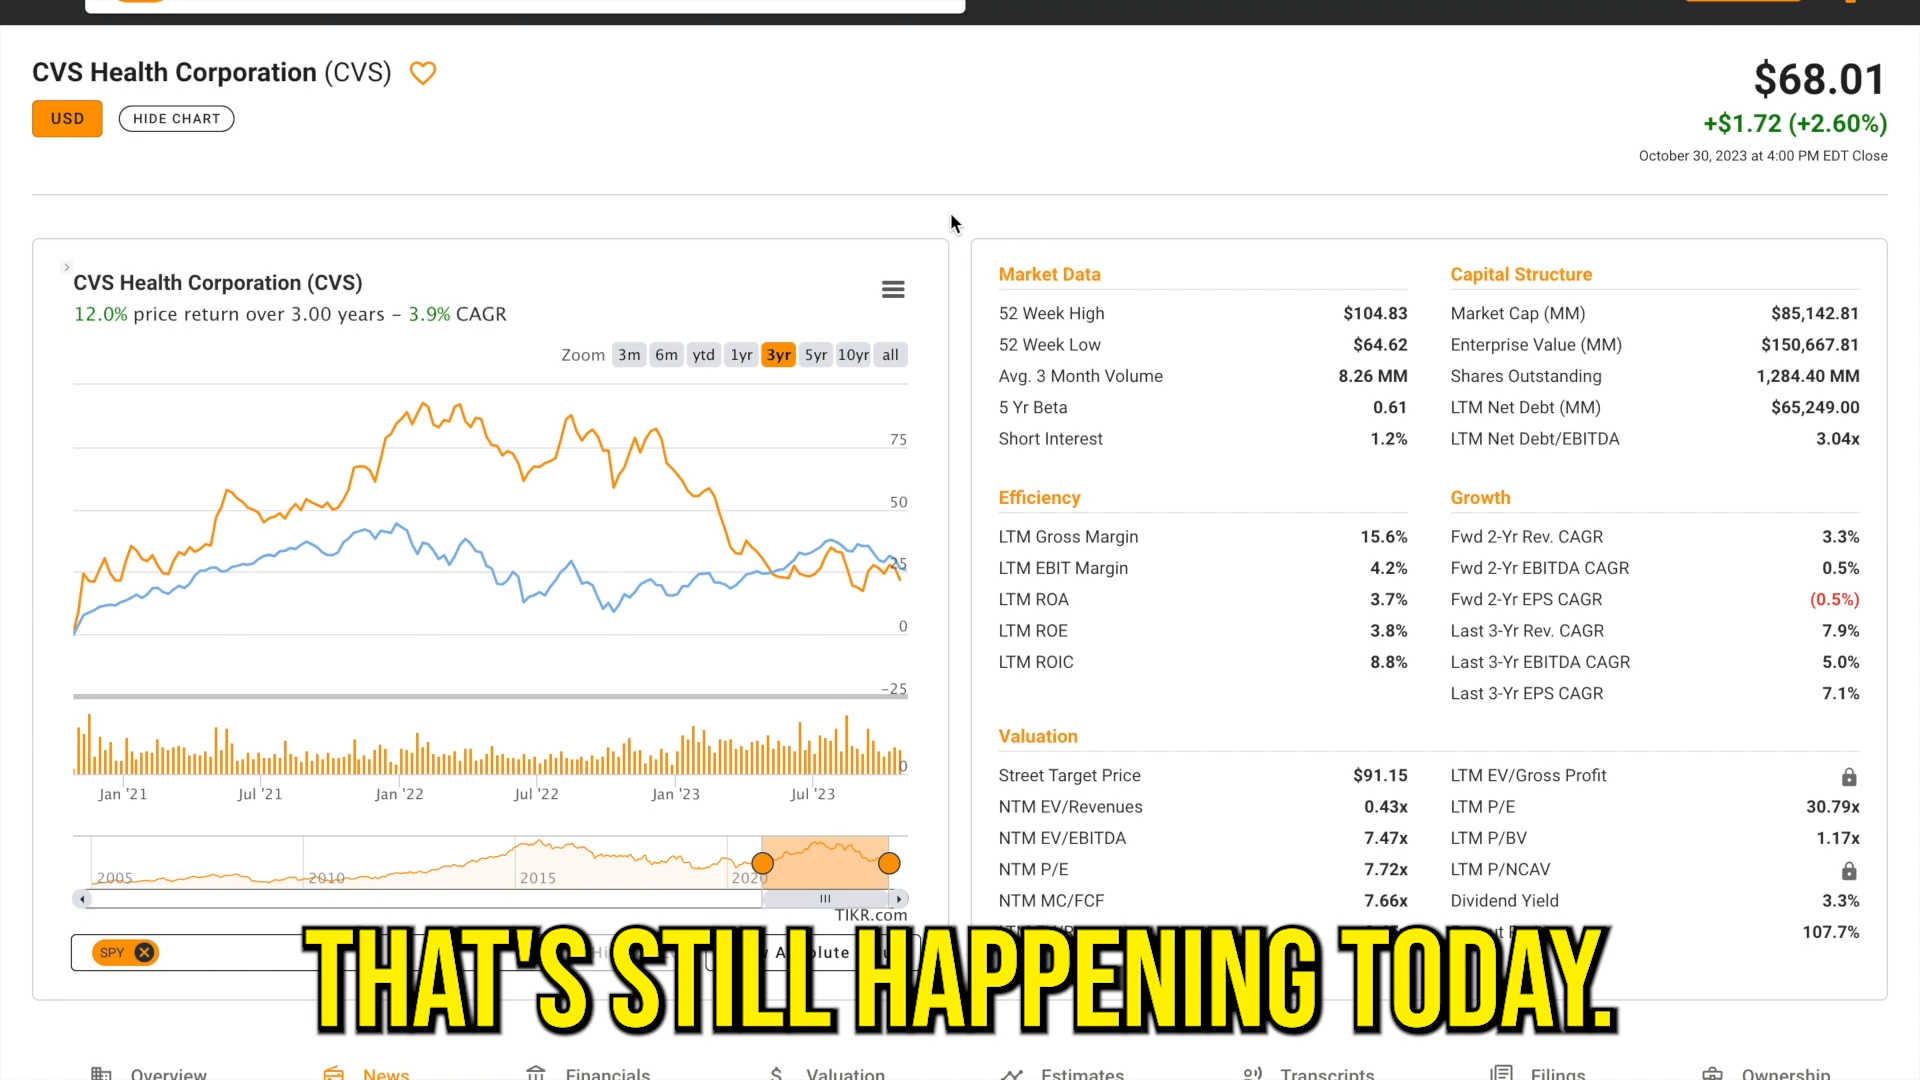 CVS Health Corporation (CVS)
USD
HIDE CHART
$68.01
+$1.72 (+2.60%)
October 30, 2023 at 4:00 PM EDT Close
CVS Health Corporation (CVS)
12.0% price return over 3.00 years – 3.9% CAGR
Zoom 3m 6m ytd 1yr 3yr 5yr 10yr all
75
50
25
0
−25
0
Jan '21 Jul '21 Jan '22 Jul '22 Jan '23 Jul '23
2005 2010 2015 2020
TIKR.com
SPY
Absolute
Market Data
52 Week High $104.83
52 Week Low $64.62
Avg. 3 Month Volume 8.26 MM
5 Yr Beta 0.61
Short Interest 1.2%
Capital Structure
Market Cap (MM) $85,142.81
Enterprise Value (MM) $150,667.81
Shares Outstanding 1,284.40 MM
LTM Net Debt (MM) $65,249.00
LTM Net Debt/EBITDA 3.04x
Efficiency
LTM Gross Margin 15.6%
LTM EBIT Margin 4.2%
LTM ROA 3.7%
LTM ROE 3.8%
LTM ROIC 8.8%
Growth
Fwd 2-Yr Rev. CAGR 3.3%
Fwd 2-Yr EBITDA CAGR 0.5%
Fwd 2-Yr EPS CAGR (0.5%)
Last 3-Yr Rev. CAGR 7.9%
Last 3-Yr EBITDA CAGR 5.0%
Last 3-Yr EPS CAGR 7.1%
Valuation
Street Target Price $91.15
NTM EV/Revenues 0.43x
NTM EV/EBITDA 7.47x
NTM P/E 7.72x
NTM MC/FCF 7.66x
LTM EV/Gross Profit
LTM P/E 30.79x
LTM P/BV 1.17x
LTM P/NCAV
Dividend Yield 3.3%
107.7%
THAT'S STILL HAPPENING TODAY.
Overview News Financials Valuation Estimates Transcripts Filings Ownership